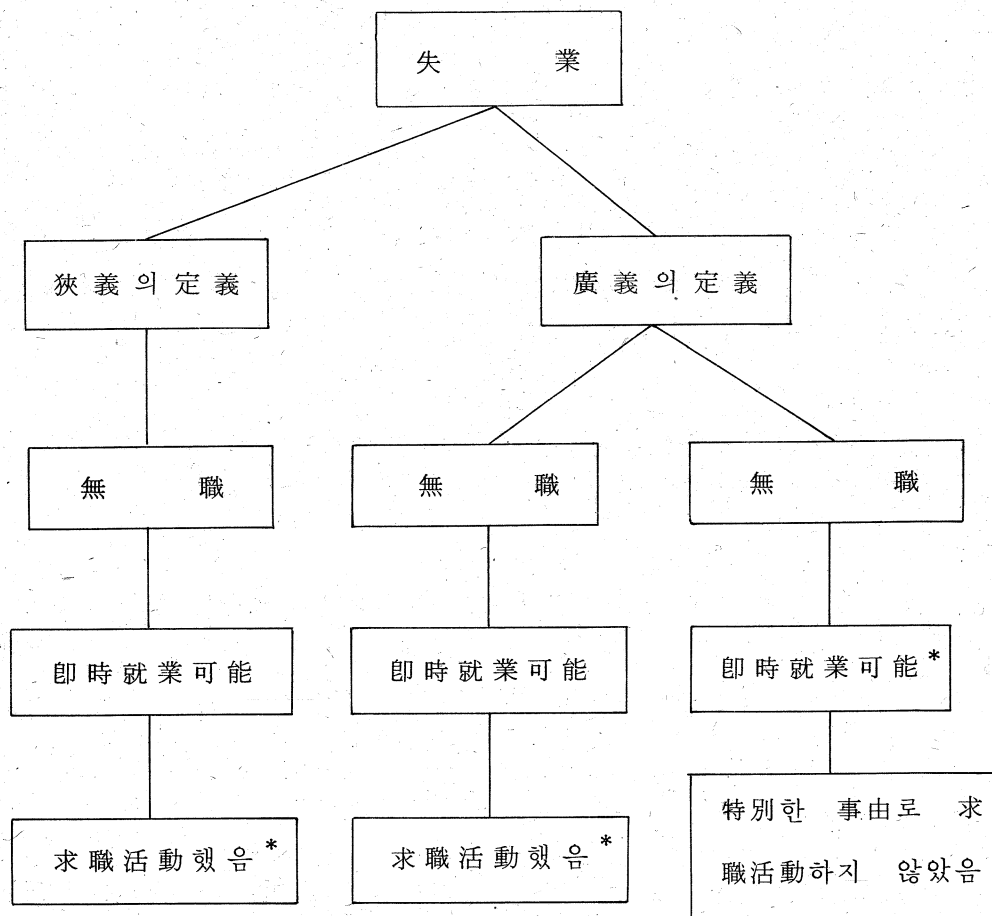 失 業
狹義의 定義
廣義의 定義
無 職
無 職
無 職
卽時就業可能
卽時就業可能
卽時就業可能*
求職活動했음*
求職活動했음*
特別한 事由로 求
職活動하지 않았음